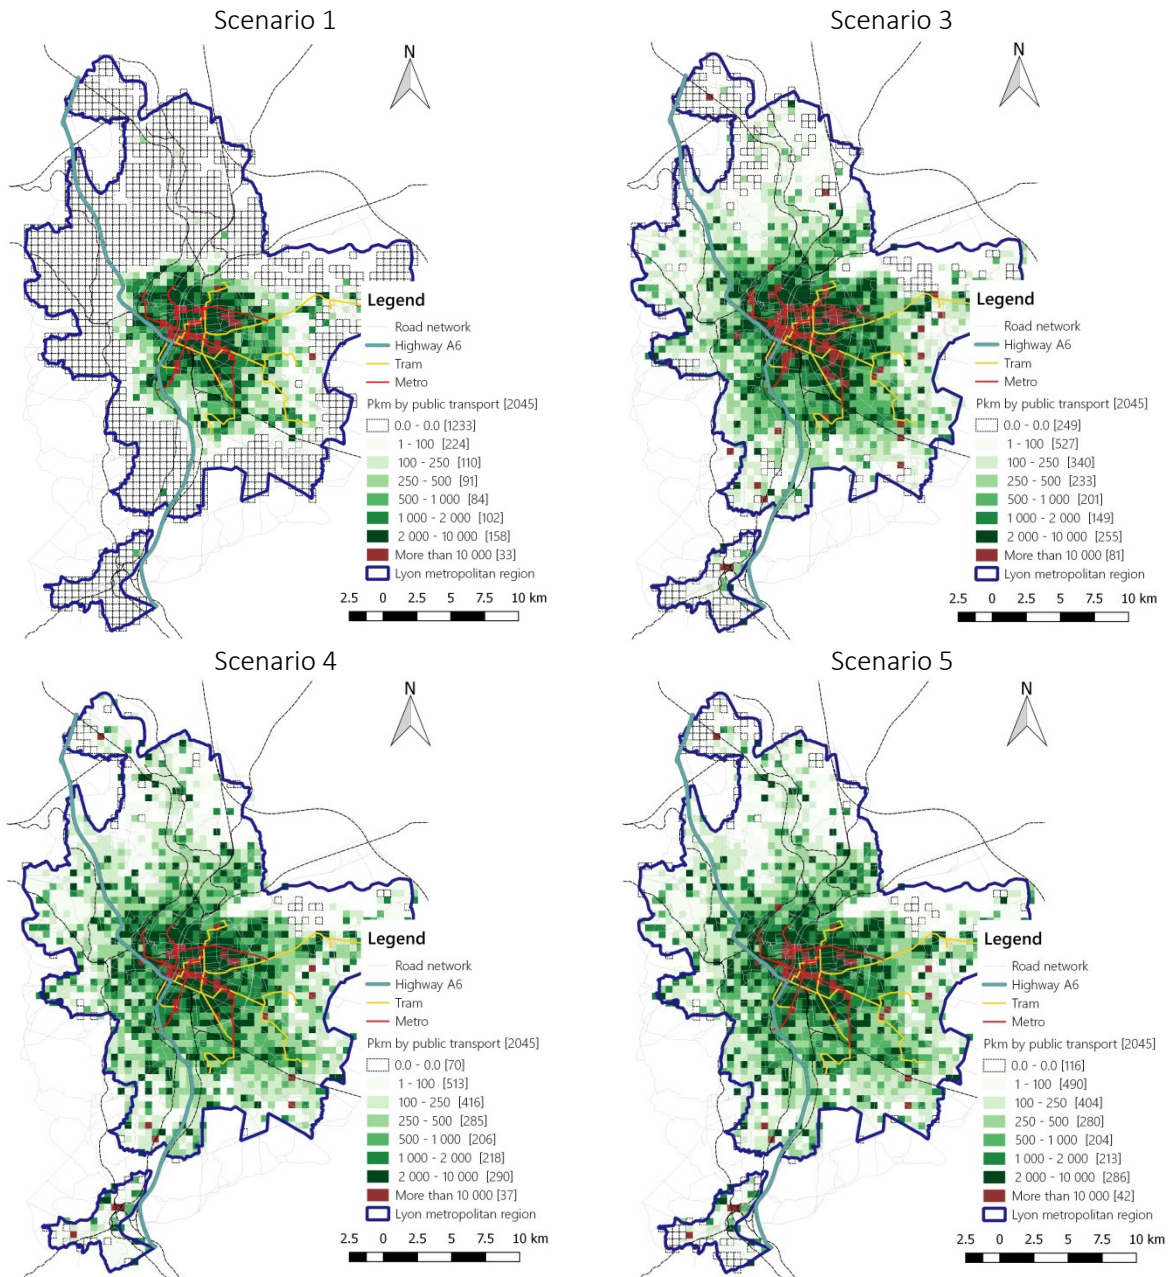 Scenario 1
N
Legend
Road network
Highway A6
Tram
Metro
Pkm by public transport [2045]
0.0 - 0.0 [1233]
1 - 100 [224]
100 - 250 [110]
250 - 500 [91]
500 - 1 000 [84]
1 000 - 2 000 [102]
2 000 - 10 000 [158]
More than 10 000 [33]
Lyon metropolitan region
2.5 0 2.5 5 7.5 10 km
Scenario 3
N
Legend
Road network
Highway A6
Tram
Metro
Pkm by public transport [2045]
0.0 - 0.0 [249]
1 - 100 [527]
100 - 250 [340]
250 - 500 [233]
500 - 1 000 [201]
1 000 - 2 000 [149]
2 000 - 10 000 [255]
More than 10 000 [81]
Lyon metropolitan region
2.5 0 2.5 5 7.5 10 km
Scenario 4
N
Legend
Road network
Highway A6
Tram
Metro
Pkm by public transport [2045]
0.0 - 0.0 [70]
1 - 100 [513]
100 - 250 [416]
250 - 500 [285]
500 - 1 000 [206]
1 000 - 2 000 [218]
2 000 - 10 000 [290]
More than 10 000 [37]
Lyon metropolitan region
2.5 0 2.5 5 7.5 10 km
Scenario 5
N
Legend
Road network
Highway A6
Tram
Metro
Pkm by public transport [2045]
0.0 - 0.0 [116]
1 - 100 [490]
100 - 250 [404]
250 - 500 [280]
500 - 1 000 [204]
1 000 - 2 000 [213]
2 000 - 10 000 [286]
More than 10 000 [42]
Lyon metropolitan region
2.5 0 2.5 5 7.5 10 km